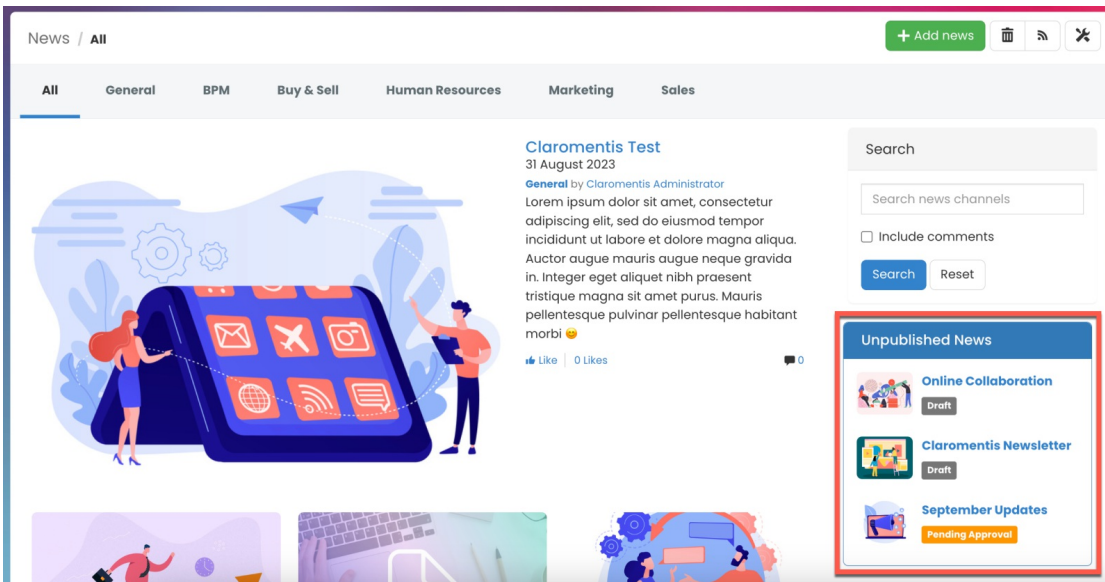 News / All
+ Add news
All General BPM Buy & Sell Human Resources Marketing Sales
Claromentis Test
31 August 2023
General by Claromentis Administrator
Lorem ipsum dolor sit amet, consectetur
adipiscing elit, sed do eiusmod tempor
incididunt ut labore et dolore magna aliqua.
Auctor augue mauris augue neque gravida
in. Integer eget aliquet nibh praesent
tristique magna sit amet purus. Mauris
pellentesque pulvinar pellentesque habitant
morbi 😊
Like 0 Likes 0
Search
Search news channels
Include comments
Search Reset
Unpublished News
Online Collaboration
Draft
Claromentis Newsletter
Draft
September Updates
Pending Approval